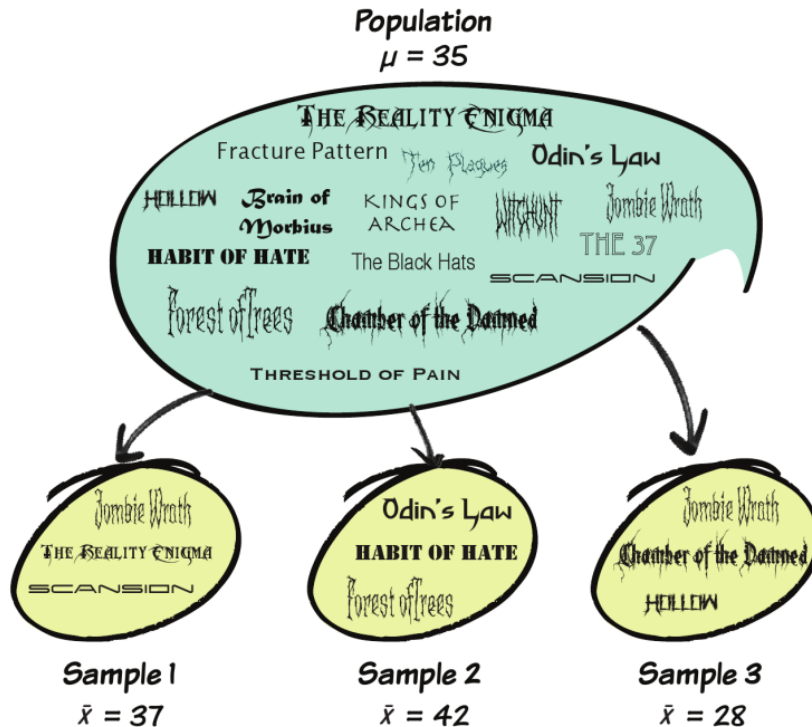 Population
μ = 35
THE REALITY ENIGMA
Fracture Pattern
Ten Plagues
Odin's Law
HOLLOW
Brain of
Morbius
KINGS OF
ARCHEA
WITCHUNT
Zombie Wrath
THE 37
HABIT OF HATE
The Black Hats
SCANSION
Forest of Trees
Chamber of the Damned
THRESHOLD OF PAIN
Zombie Wrath
THE REALITY ENIGMA
SCANSION
Odin's Law
HABIT OF HATE
Forest of Trees
Zombie Wrath
Chamber of the Damned
HOLLOW
Sample 1
x̄ = 37
Sample 2
x̄ = 42
Sample 3
x̄ = 28